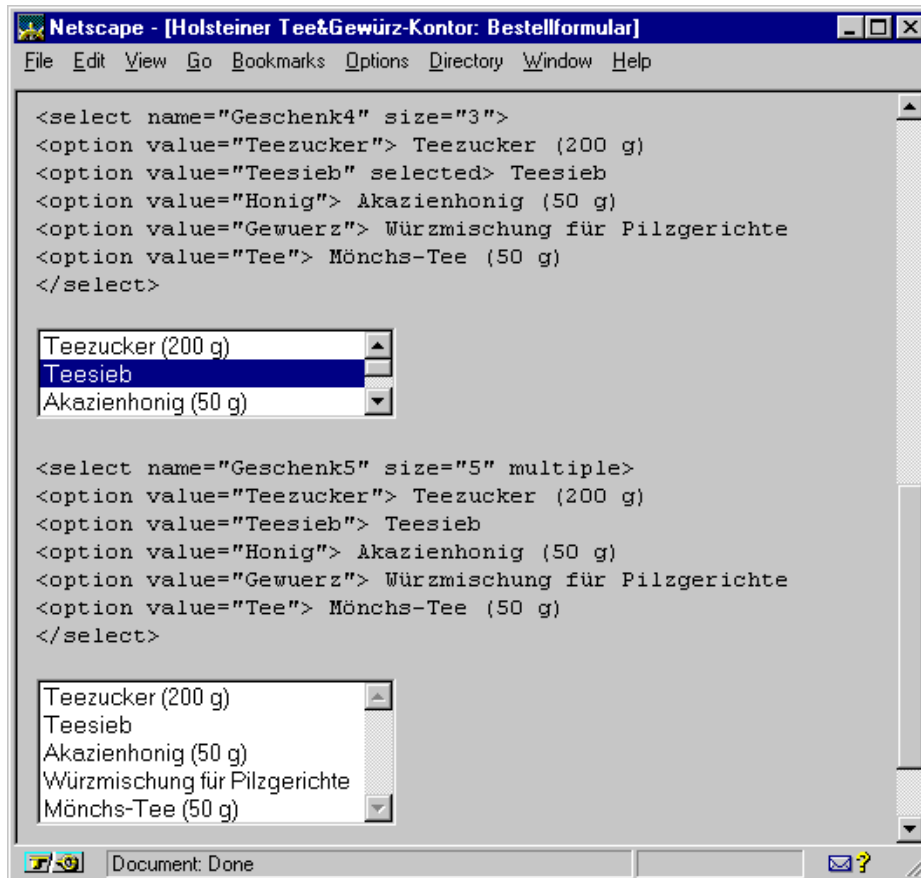 Netscape - [Holsteiner Tee&Gewürz-Kontor: Bestellformular]
File Edit View Go Bookmarks Options Directory Window Help
<select name="Geschenk4" size="3">
<option value="Teezucker"> Teezucker (200 g)
<option value="Teesieb" selected> Teesieb
<option value="Honig"> Akazienhonig (50 g)
<option value="Gewuerz"> Würzmischung für Pilzgerichte
<option value="Tee"> Mönchs-Tee (50 g)
</select>
Teezucker (200 g)
Teesieb
Akazienhonig (50 g)
<select name="Geschenk5" size="5" multiple>
<option value="Teezucker"> Teezucker (200 g)
<option value="Teesieb"> Teesieb
<option value="Honig"> Akazienhonig (50 g)
<option value="Gewuerz"> Würzmischung für Pilzgerichte
<option value="Tee"> Mönchs-Tee (50 g)
</select>
Teezucker (200 g)
Teesieb
Akazienhonig (50 g)
Würzmischung für Pilzgerichte
Mönchs-Tee (50 g)
Document: Done